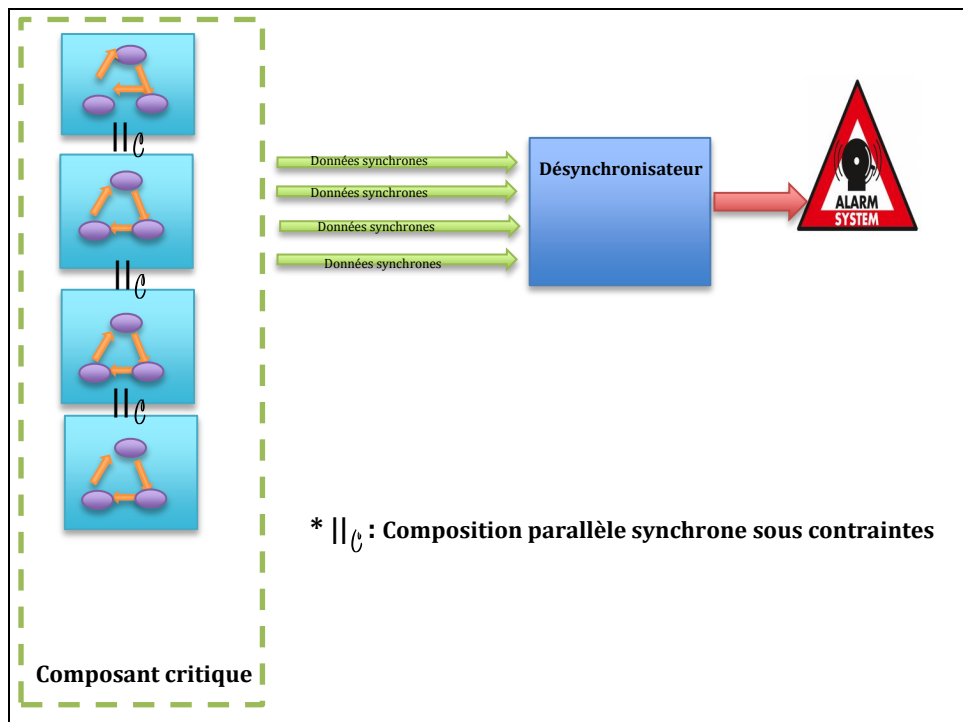 ||𝒞
||𝒞
||𝒞
Composant critique
Données synchrones
Données synchrones
Données synchrones
Données synchrones
Désynchronisateur
ALARM
SYSTEM
* ||𝒞 : Composition parallèle synchrone sous contraintes